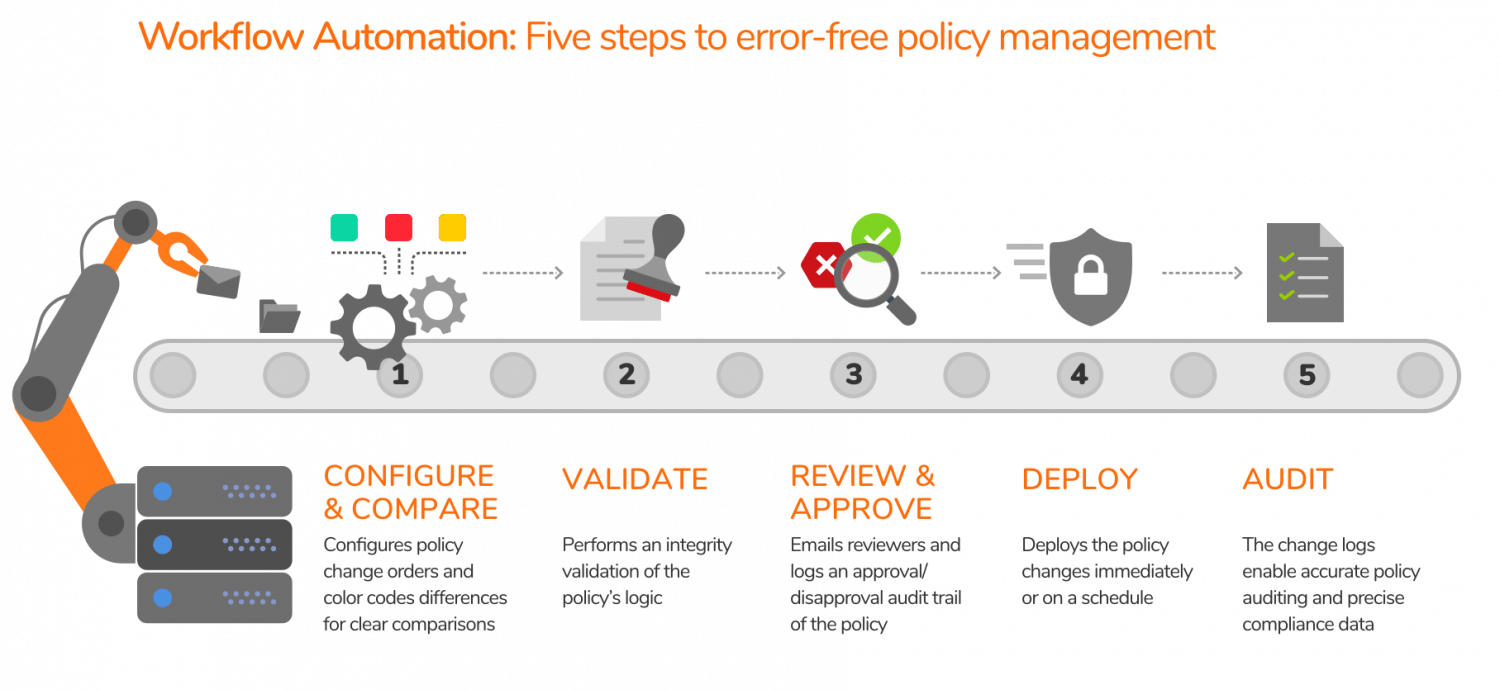 Workflow Automation: Five steps to error-free policy management
1
2
3
4
5
CONFIGURE
& COMPARE
Configures policy
change orders and
color codes differences
for clear comparisons
VALIDATE
Performs an integrity
validation of the
policy’s logic
REVIEW &
APPROVE
Emails reviewers and
logs an approval/
disapproval audit trail
of the policy
DEPLOY
Deploys the policy
changes immediately
or on a schedule
AUDIT
The change logs
enable accurate policy
auditing and precise
compliance data